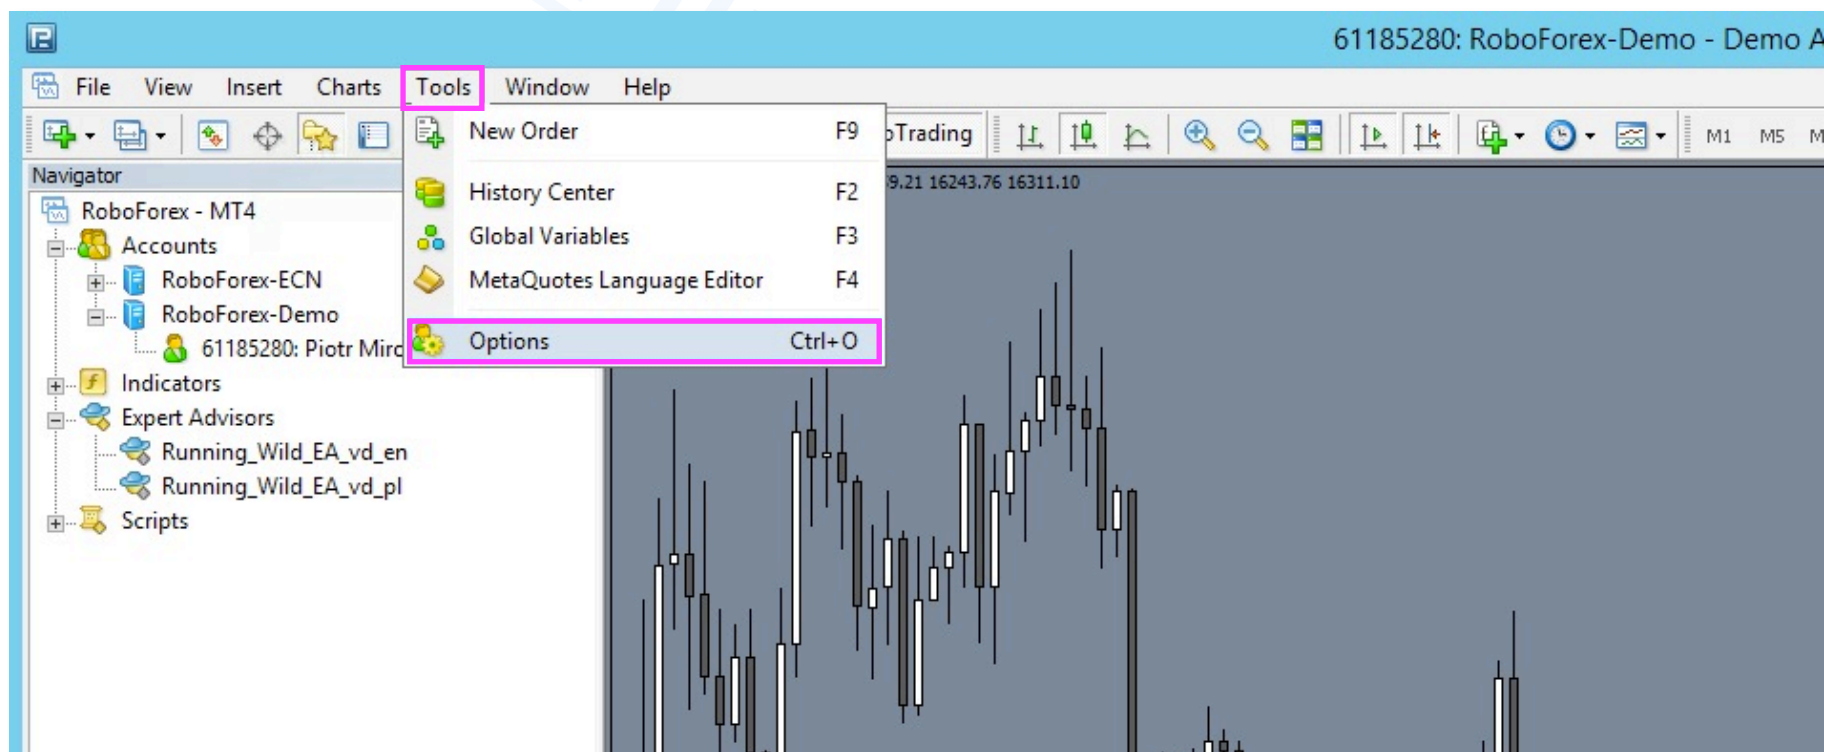 61185280: RoboForex-Demo - Demo A
File View Insert Charts Tools Window Help
New Order F9
History Center F2
Global Variables F3
MetaQuotes Language Editor F4
Options Ctrl+O
oTrading M1 M5 M
Navigator
RoboForex - MT4
Accounts
RoboForex-ECN
RoboForex-Demo
61185280: Piotr Mirc
Indicators
Expert Advisors
Running_Wild_EA_vd_en
Running_Wild_EA_vd_pl
Scripts
9.21 16243.76 16311.10